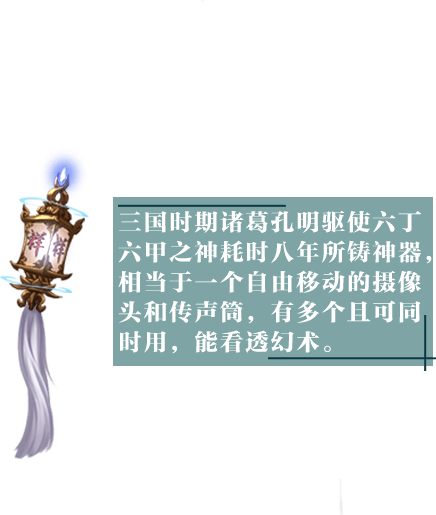 祥
三国时期诸葛孔明驱使六丁
六甲之神耗时八年所铸神器，
相当于一个自由移动的摄像
头和传声筒，有多个且可同
时用，能看透幻术。